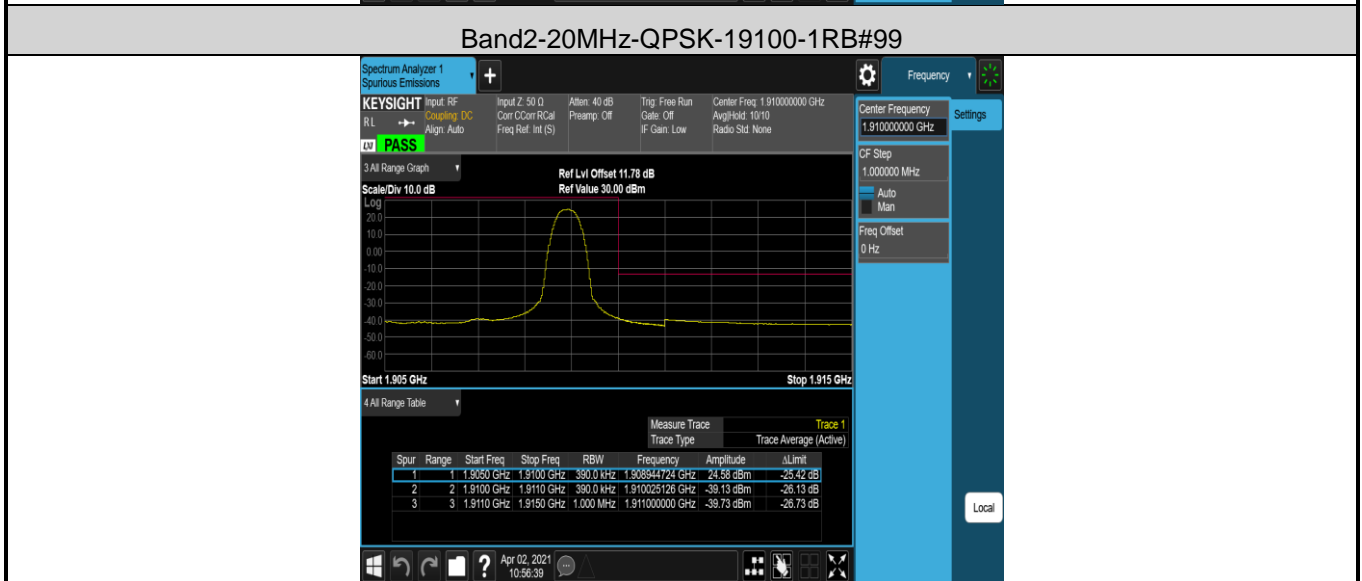 Band2-20MHz-QPSK-19100-1RB#99
Spectrum Analyzer 1
Spurious Emissions
+
Frequency
KEYSIGHT
RL
LXI
PASS
Input: RF
Coupling: DC
Align: Auto
Input Z: 50 Ω
Corr CCorr RCal
Freq Ref: Int (S)
Atten: 40 dB
Preamp: Off
Trig: Free Run
Gate: Off
IF Gain: Low
Center Freq: 1.910000000 GHz
Avg|Hold: 10/10
Radio Std: None
Center Frequency
1.910000000 GHz
Settings
CF Step
1.000000 MHz
Auto
Man
Freq Offset
0 Hz
3 All Range Graph
Ref Lvl Offset 11.78 dB
Scale/Div 10.0 dB
Ref Value 30.00 dBm
Log
20.0
10.0
0.00
-10.0
-20.0
-30.0
-40.0
-50.0
-60.0
Start 1.905 GHz
Stop 1.915 GHz
4 All Range Table
Measure Trace Trace 1
Trace Type Trace Average (Active)
Spur Range Start Freq Stop Freq RBW Frequency Amplitude ΔLimit
1 1 1.9050 GHz 1.9100 GHz 390.0 kHz 1.908944724 GHz 24.58 dBm -25.42 dB
2 2 1.9100 GHz 1.9110 GHz 390.0 kHz 1.910025126 GHz -39.13 dBm -26.13 dB
3 3 1.9110 GHz 1.9150 GHz 1.000 MHz 1.911000000 GHz -39.73 dBm -26.73 dB
Local
?
Apr 02, 2021
10:56:39